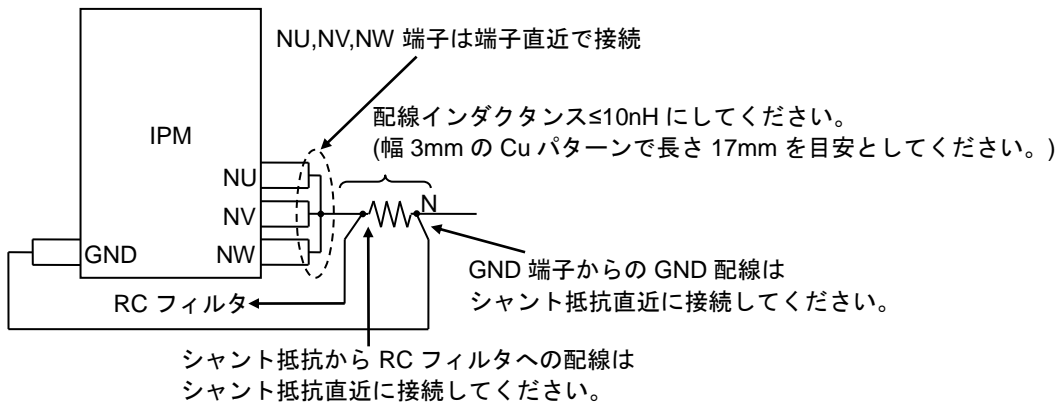 NU,NV,NW 端子は端子直近で接続
配線インダクタンス≤10nH にしてください。
(幅 3mm の Cu パターンで長さ 17mm を目安としてください。)
IPM
NU
N
NV
GND
NW
GND 端子からの GND 配線は
シャント抵抗直近に接続してください。
RC フィルタ
シャント抵抗から RC フィルタへの配線は
シャント抵抗直近に接続してください。